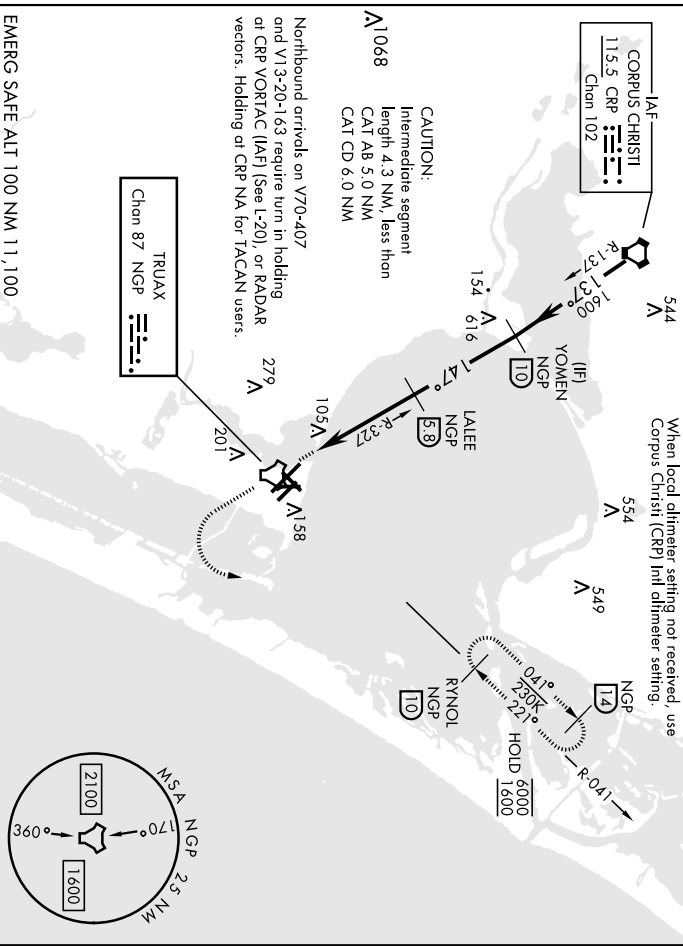 IAF
CORPUS CHRISTI
115.5 CRP
Chan 102
R-137
137°
1600
544
When local altimeter setting not received, use
Corpus Christi (CRP) Intl altimeter setting.
554
549
(IF)
YOMEN
NGP
10
154
616
147°
LALEE
NGP
5.8
R-327
105
279
201
158
NGP
14
041°
230K
221°
RYNOL
NGP
10
HOLD
6000
1600
R-041
CAUTION:
Intermediate segment
length 4.3 NM, less than
CAT AB 5.0 NM
CAT CD 6.0 NM
1068
Northbound arrivals on V70-407
and V13-20-163 require turn in holding
at CRP VORTAC (IAF) (See L-20), or RADAR
vectors. Holding at CRP NA for TACAN users.
TRUAX
Chan 87 NGP
MSA NGP 25 NM
2100
170°
360°
1600
EMERG SAFE ALT 100 NM 11,100